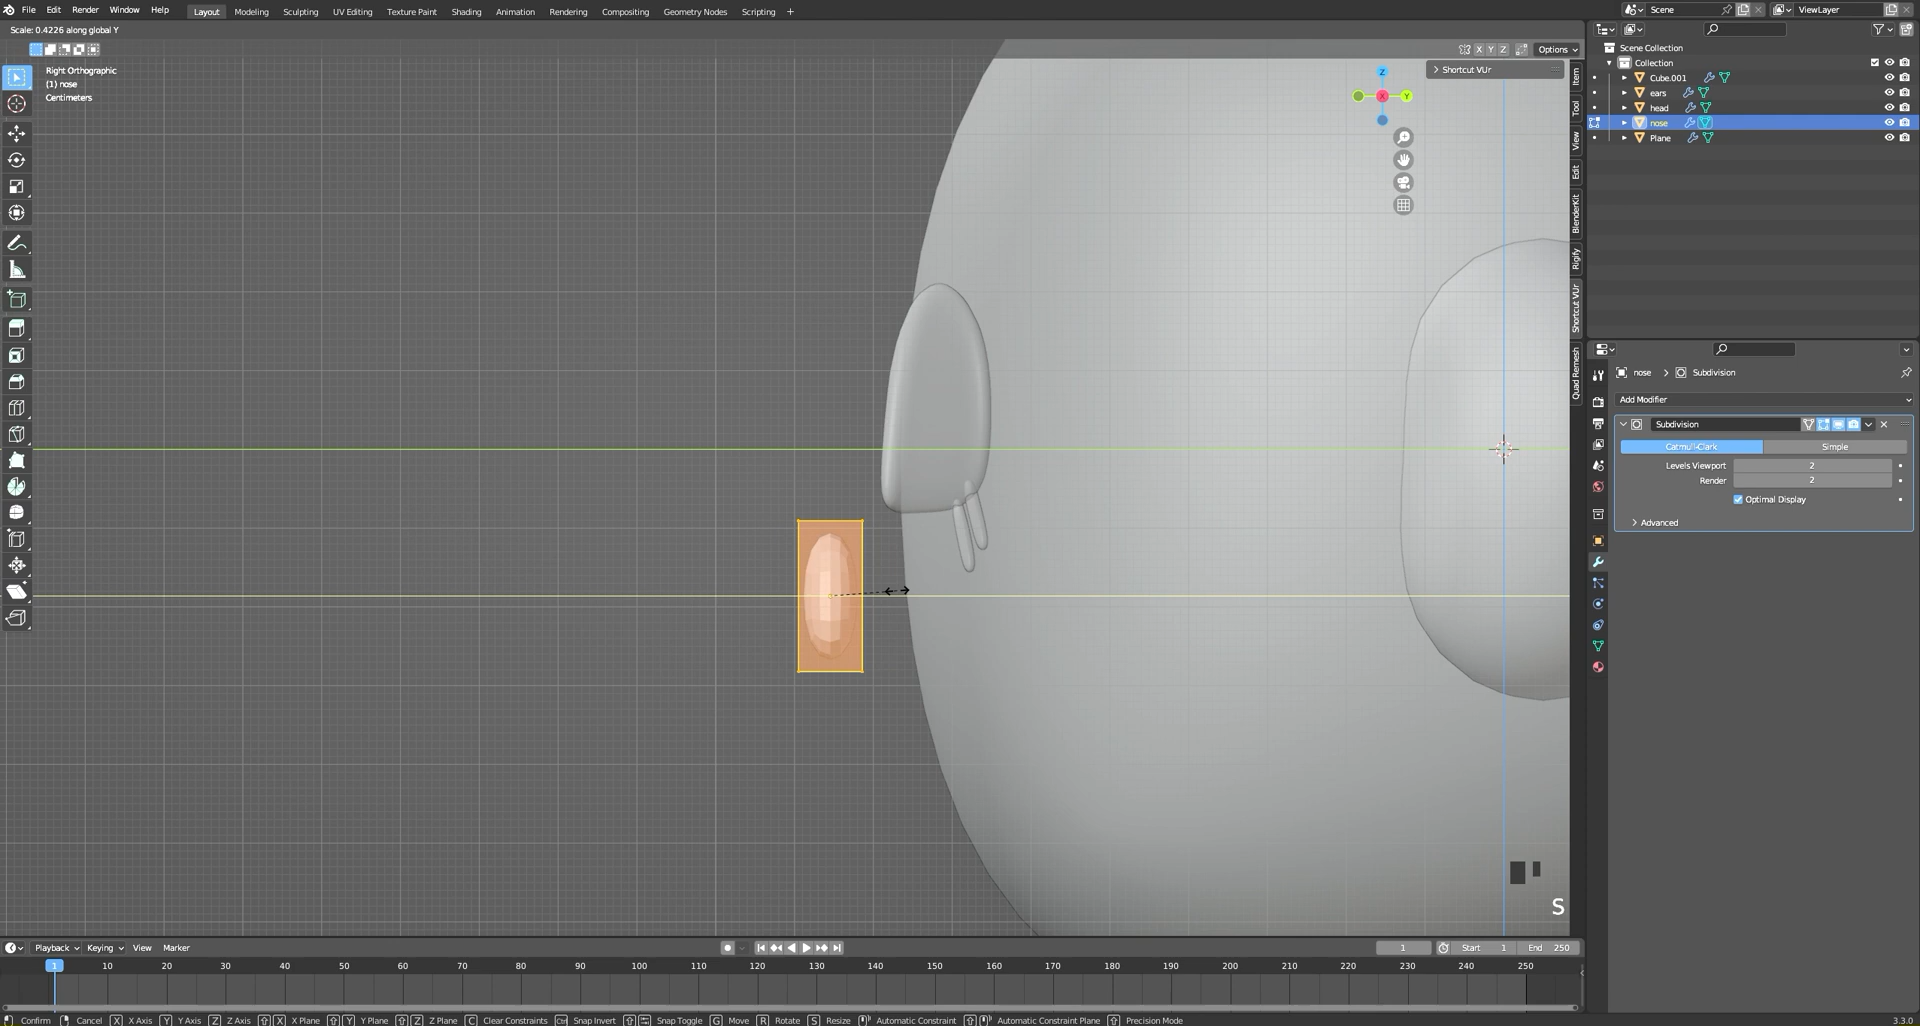 File Edit Render Window Help Layout Modeling Sculpting UV Editing Texture Paint Shading Animation Rendering Compositing Geometry Nodes Scripting + Scene ViewLayer
Scale: 0.4226 along global Y
X Y Z Options
Right Orthographic
(1) nose
Centimeters
Shortcut VUr
Z
X Y
Item
Tool
View
Edit
BlenderKit
Rigify
Shortcut VUr
Quad Remesh
Scene Collection
Collection
Cube.001
ears
head
nose
Plane
nose > Subdivision
Add Modifier
Subdivision
Catmull-Clark Simple
Levels Viewport 2
Render 2
Optimal Display
Advanced
S
Playback Keying View Marker 1 Start 1 End 250
1 10 20 30 40 50 60 70 80 90 100 110 120 130 140 150 160 170 180 190 200 210 220 230 240 250
Confirm Cancel X X Axis Y Y Axis Z Z Axis X X Plane Y Y Plane Z Z Plane C Clear Constraints Ctrl Snap Invert Snap Toggle G Move R Rotate S Resize Automatic Constraint Automatic Constraint Plane Precision Mode 3.3.0